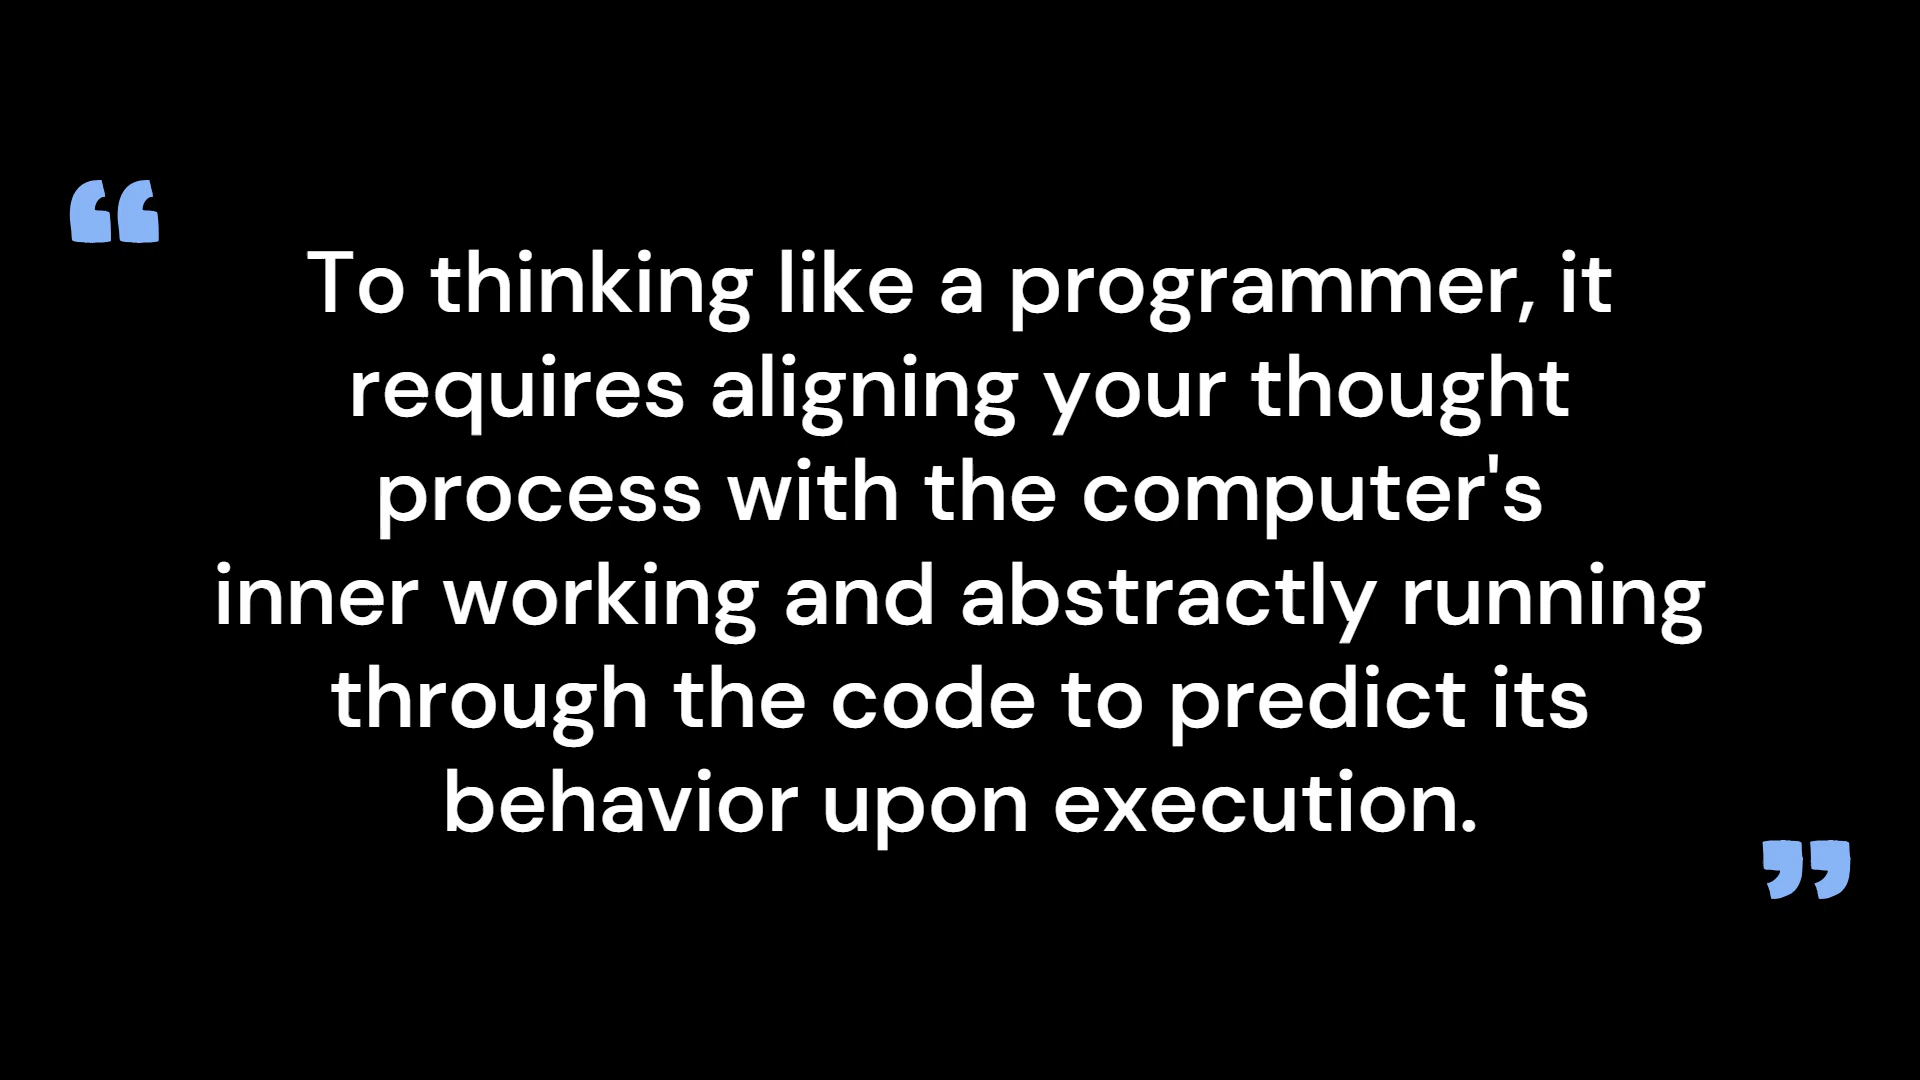 “
To thinking like a programmer, it
requires aligning your thought
process with the computer's
inner working and abstractly running
through the code to predict its
behavior upon execution.
”